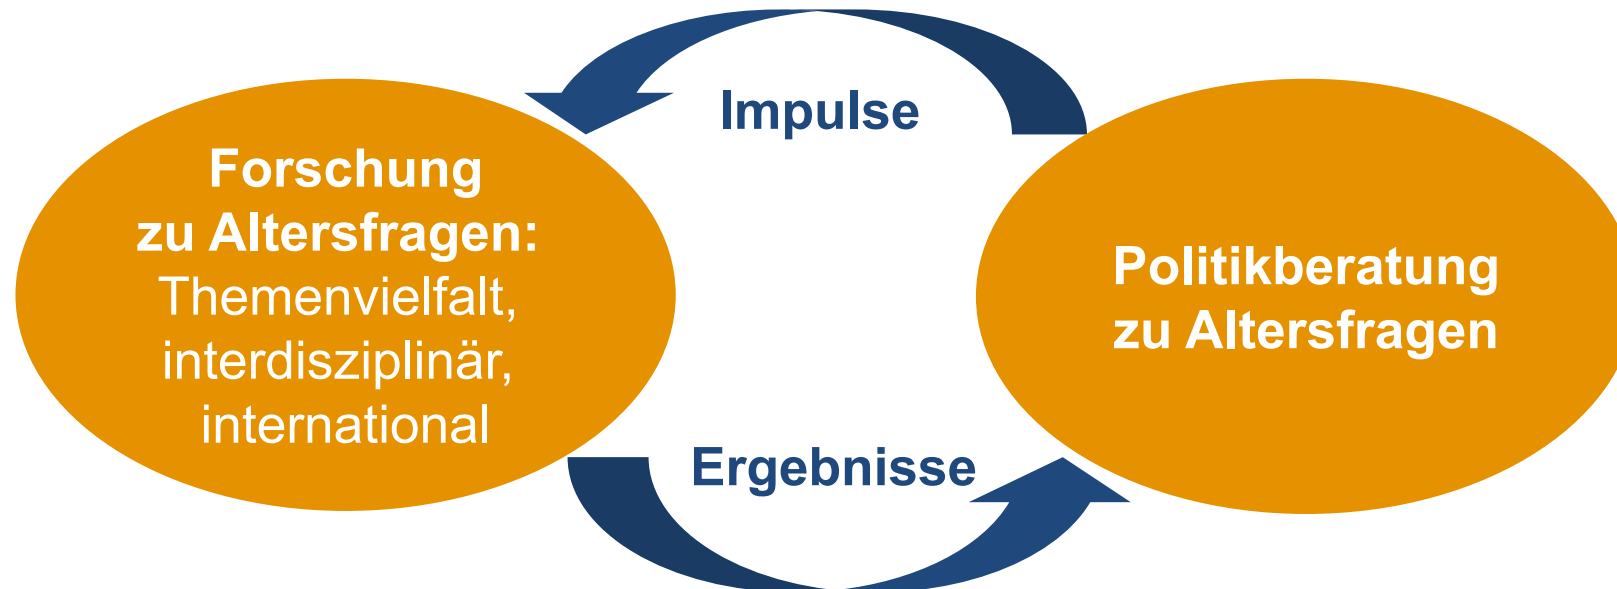 Impulse
Forschung
zu Altersfragen:
Themenvielfalt,
interdisziplinär,
international
Politikberatung
zu Altersfragen
Ergebnisse